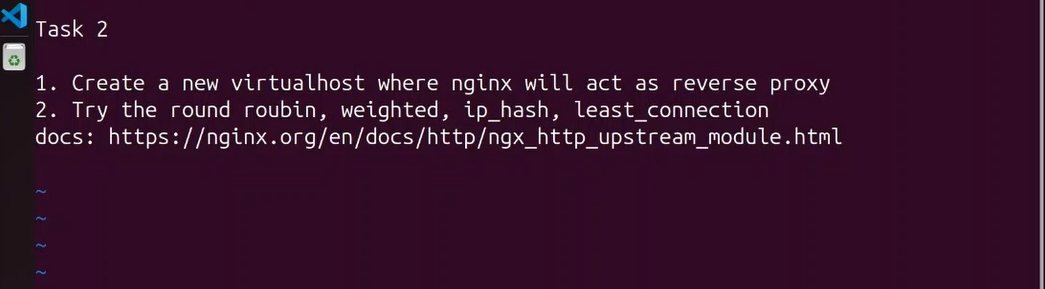 Task 2
1. Create a new virtualhost where nginx will act as reverse proxy
2. Try the round roubin, weighted, ip_hash, least_connection
docs: https://nginx.org/en/docs/http/ngx_http_upstream_module.html
~
~
~
~